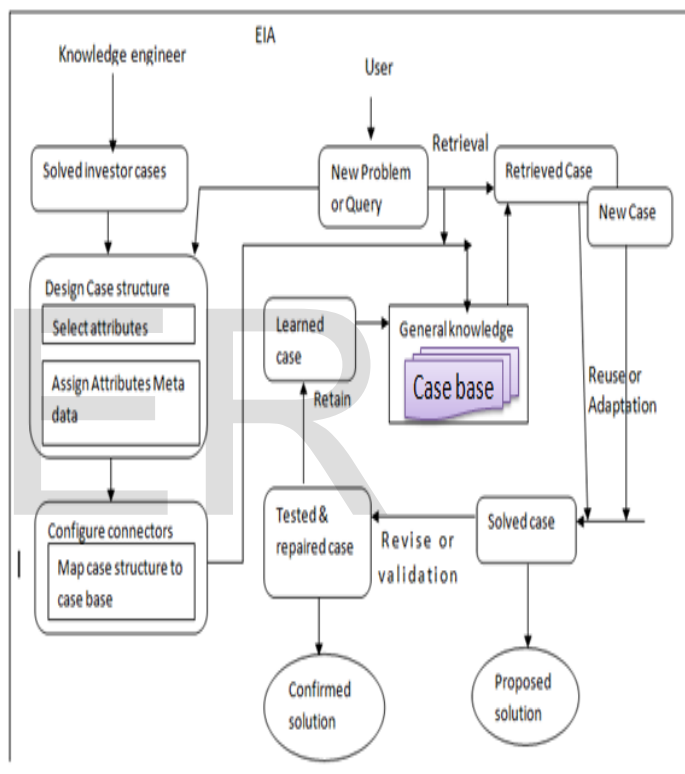 EIA
Knowledge engineer
User
Retrieval
Solved investor cases
New Problem
or Query
Retrieved Case
New Case
Design Case structure
Select attributes
Assign Attributes Meta
data
Learned
case
General knowledge
Case base
Retain
Reuse or
Adaptation
Configure connectors
Map case structure to
case base
Tested &
repaired case
Revise or
validation
Solved case
Confirmed
solution
Proposed
solution
ER